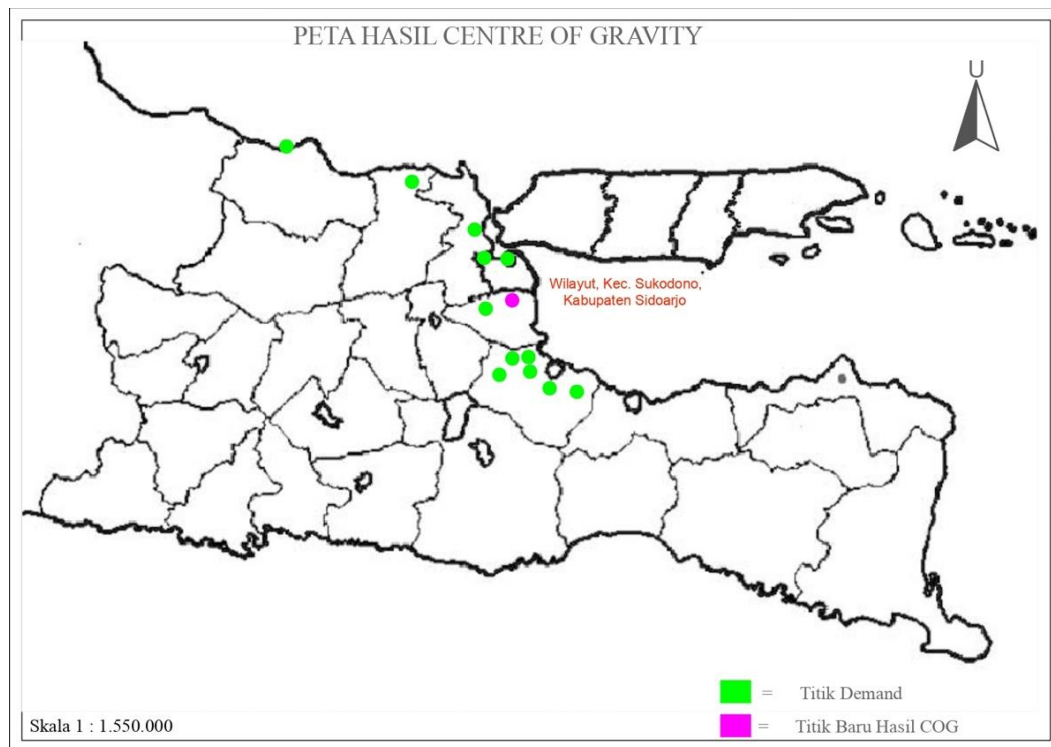 PETA HASIL CENTRE OF GRAVITY
U
Wilayut, Kec. Sukodono,
Kabupaten Sidoarjo
= Titik Demand
= Titik Baru Hasil COG
Skala 1 : 1.550.000